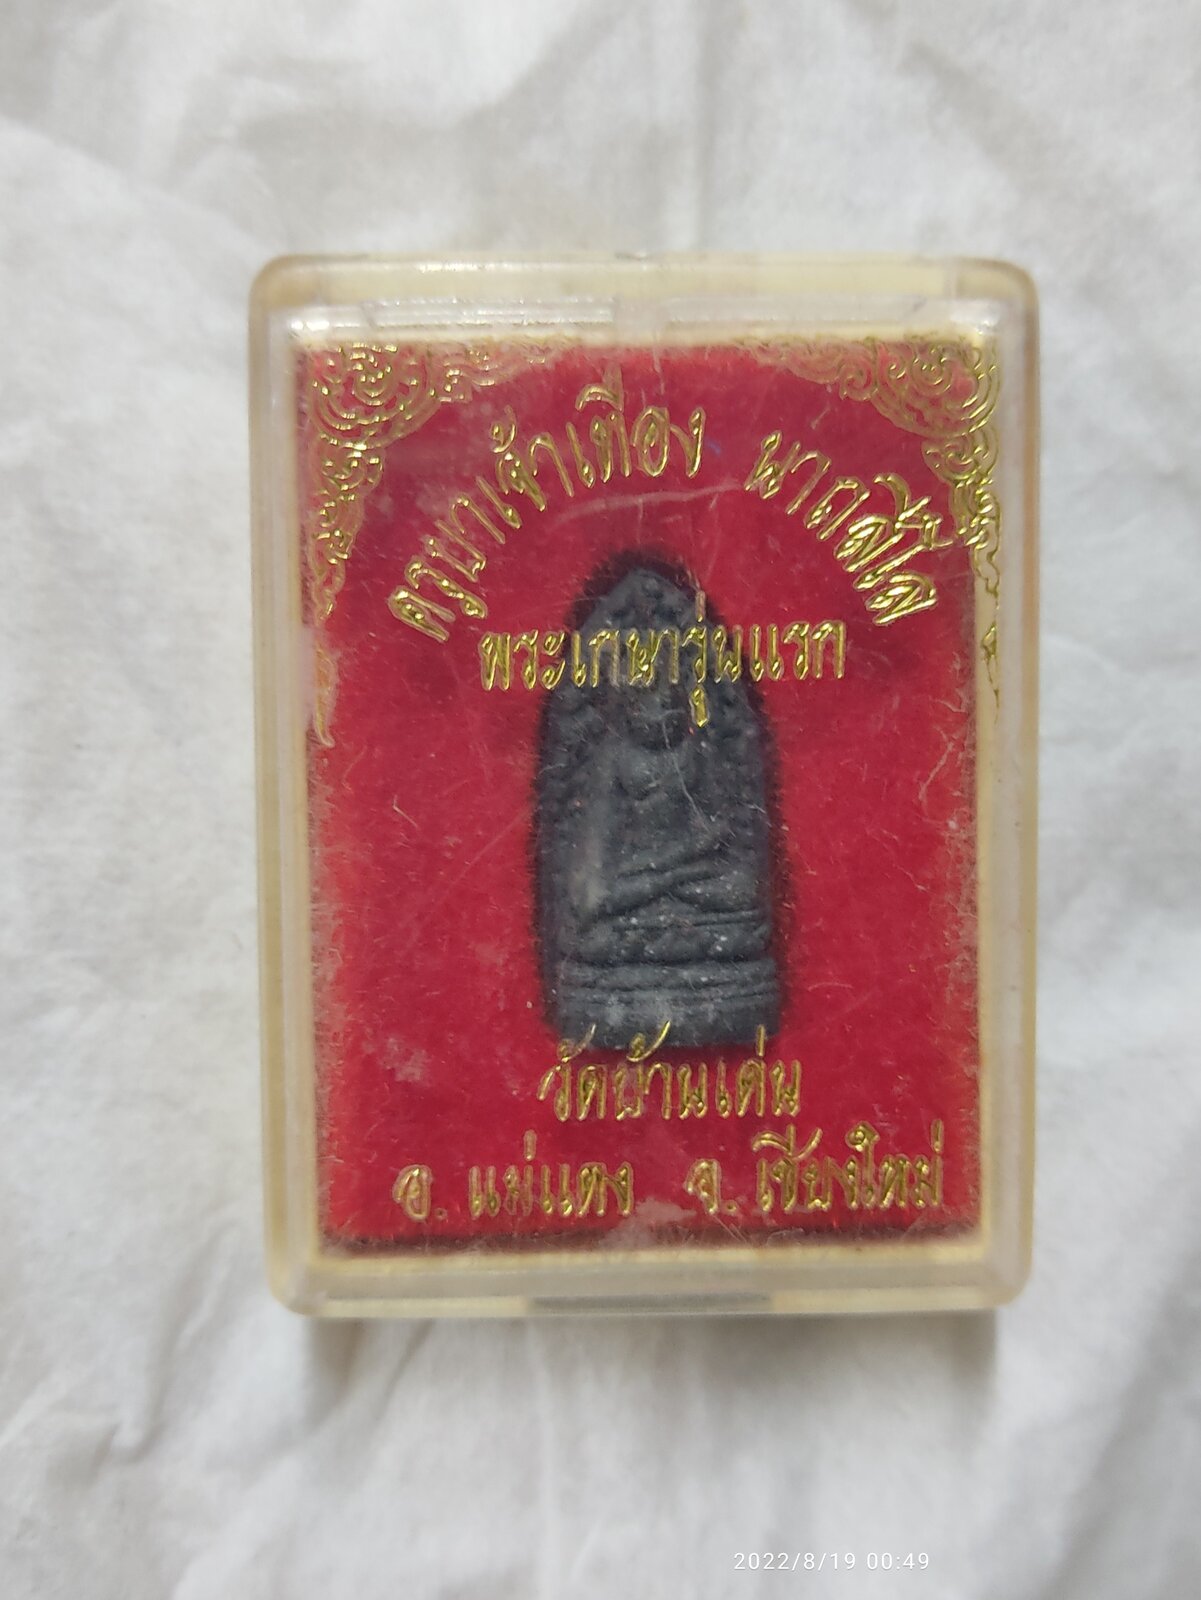 ครูบาเจ้าเทือง นาถสีโล
พระเกษารุ่นแรก
วัดบ้านเด่น
อ. แม่แตง จ. เชียงใหม่
2022/8/19 00:49